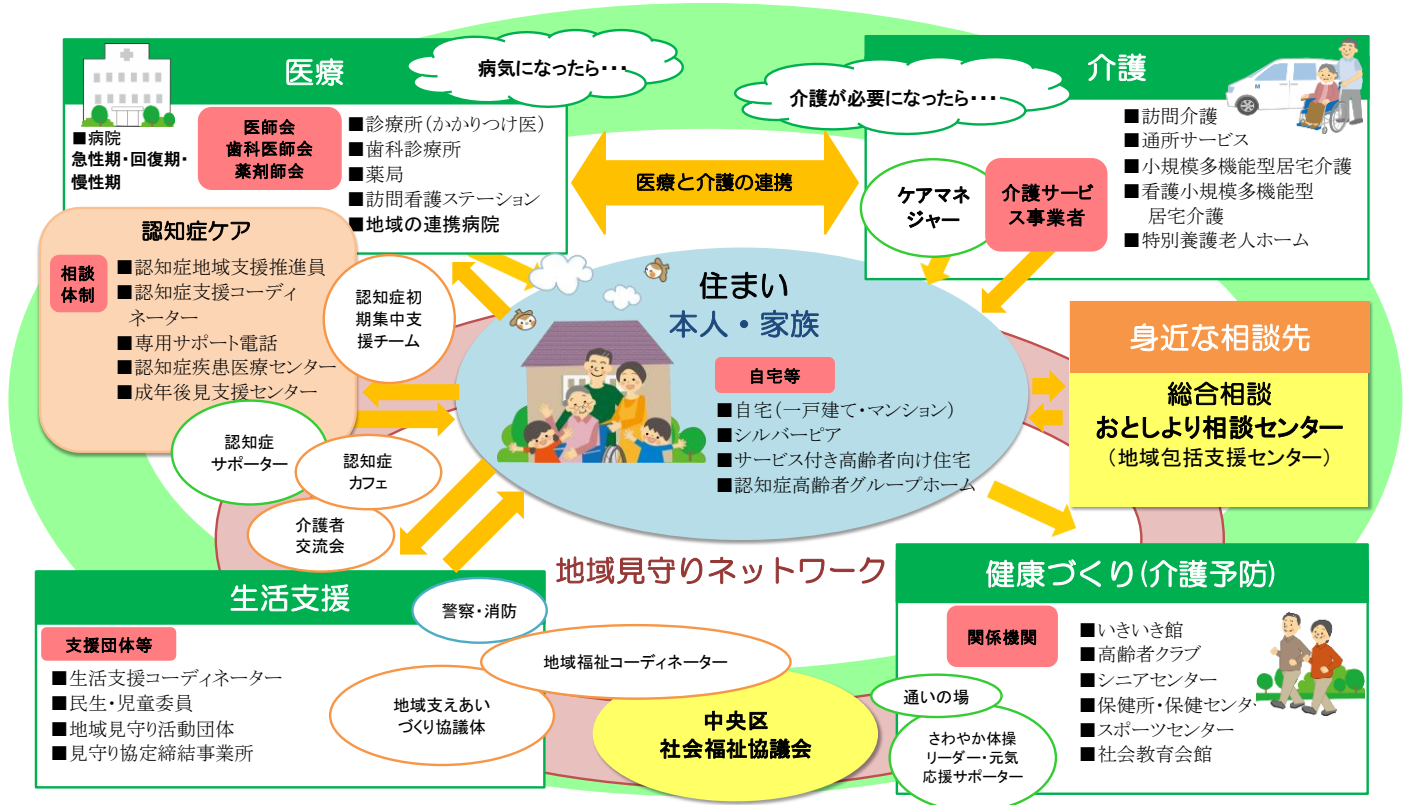 医療
病気になったら・・・
■病院
急性期・回復期・
慢性期
医師会
歯科医師会
薬剤師会
■診療所(かかりつけ医)
■歯科診療所
■薬局
■訪問看護ステーション
■地域の連携病院
医療と介護の連携
介護
介護が必要になったら・・・
ケアマネ
ジャー
介護サービ
ス事業者
■訪問介護
■通所サービス
■小規模多機能型居宅介護
■看護小規模多機能型
居宅介護
■特別養護老人ホーム
認知症ケア
相談
体制
■認知症地域支援推進員
■認知症支援コーディ
ネーター
■専用サポート電話
■認知症疾患医療センター
■成年後見支援センター
認知症初
期集中支
援チーム
認知症
サポーター
認知症
カフェ
介護者
交流会
住まい
本人・家族
自宅等
■自宅(一戸建て・マンション)
■シルバーピア
■サービス付き高齢者向け住宅
■認知症高齢者グループホーム
身近な相談先
総合相談
おとしより相談センター
(地域包括支援センター)
地域見守りネットワーク
生活支援
支援団体等
■生活支援コーディネーター
■民生・児童委員
■地域見守り活動団体
■見守り協定締結事業所
警察・消防
地域福祉コーディネーター
地域支えあい
づくり協議体
中央区
社会福祉協議会
健康づくり(介護予防)
関係機関
■いきいき館
■高齢者クラブ
■シニアセンター
■保健所・保健センター
■スポーツセンター
■社会教育会館
通いの場
さわやか体操
リーダー・元気
応援サポーター